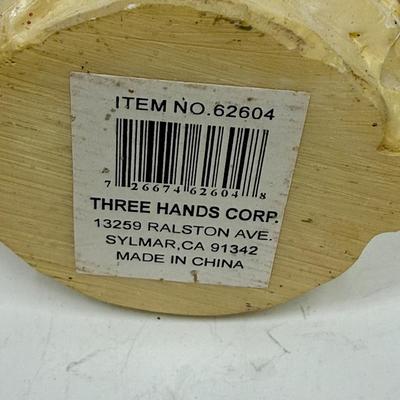 ITEM NO.62604
7 26674 62604 8
THREE HANDS CORP.
13259 RALSTON AVE.
SYLMAR,CA 91342
MADE IN CHINA